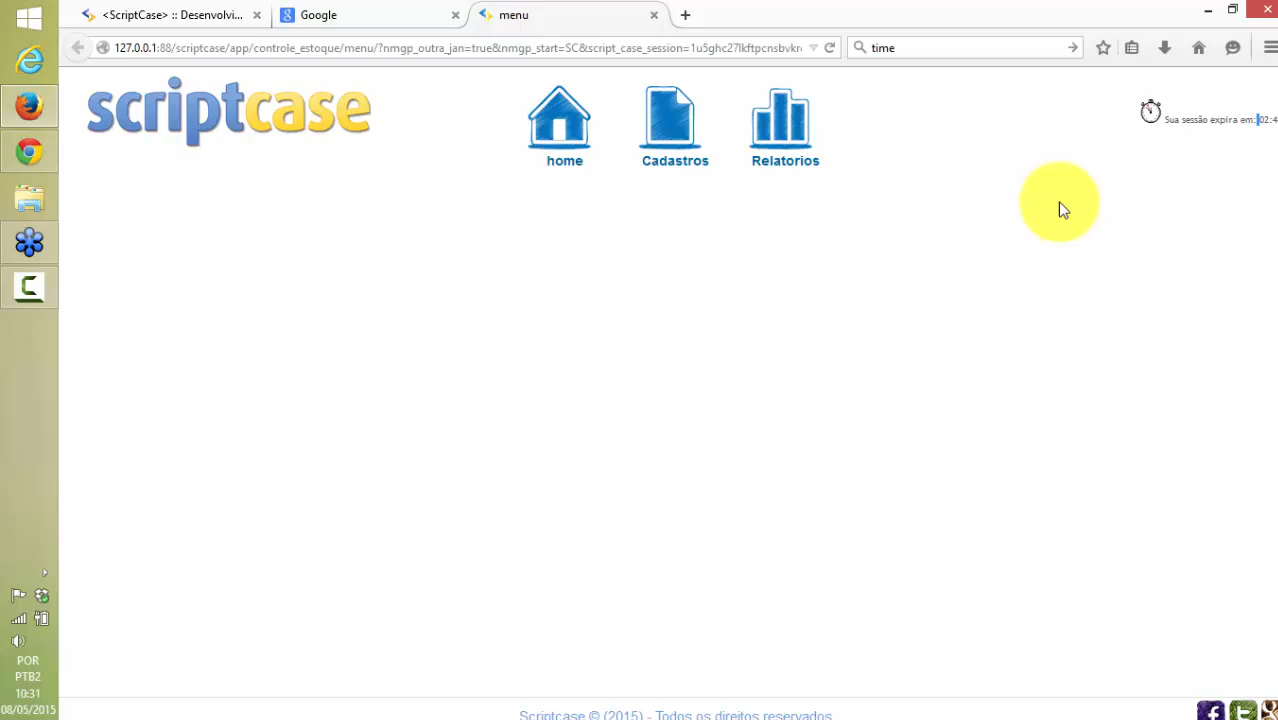 <ScriptCase> :: Desenvolvi...
Google
menu
127.0.0.1:88/scriptcase/app/controle_estoque/menu/?nmgp_outra_jan=true&nmgp_start=SC&script_case_session=
time
scriptcase
home
Cadastros
Relatorios
Sua sessão expira em: 02:4
POR
PTB2
10:31
08/05/2015
Scriptcase © (2015) - Todos os direitos reservados